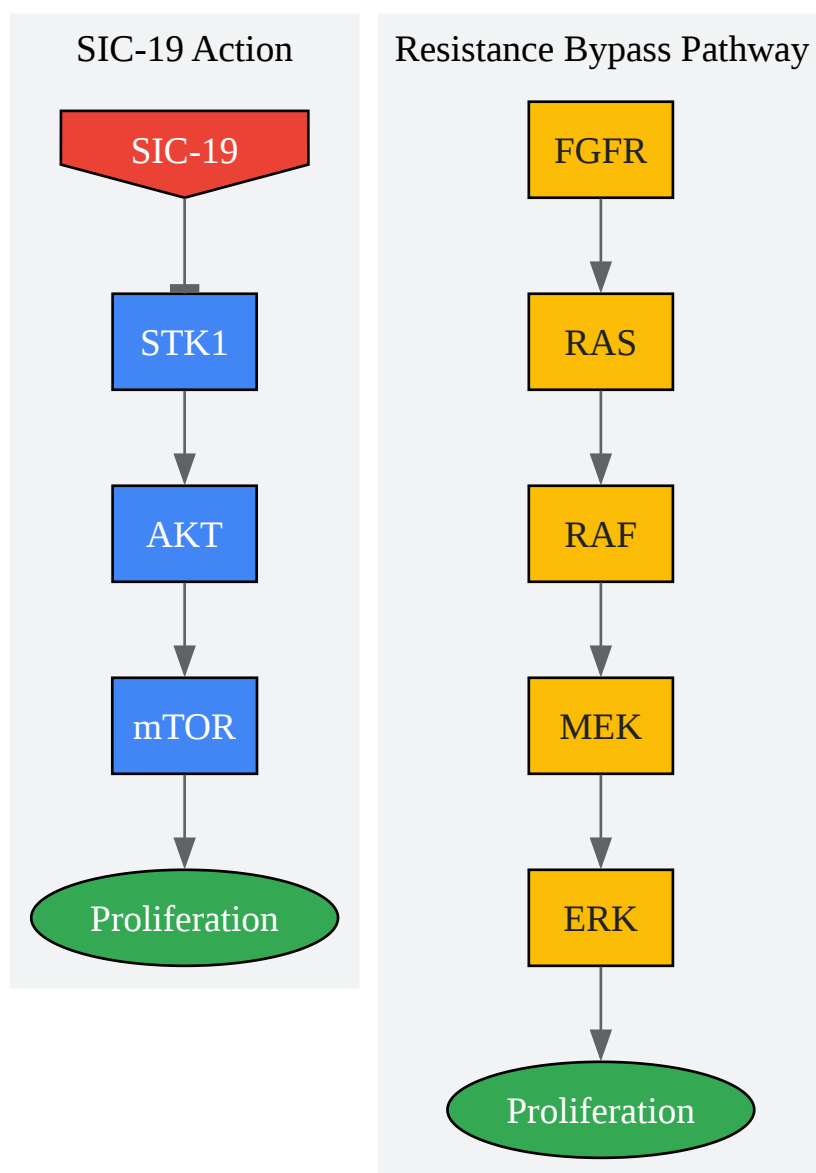 SIC-19 Action
SIC-19
STK1
AKT
mTOR
Proliferation
Resistance Bypass Pathway
FGFR
RAS
RAF
MEK
ERK
Proliferation